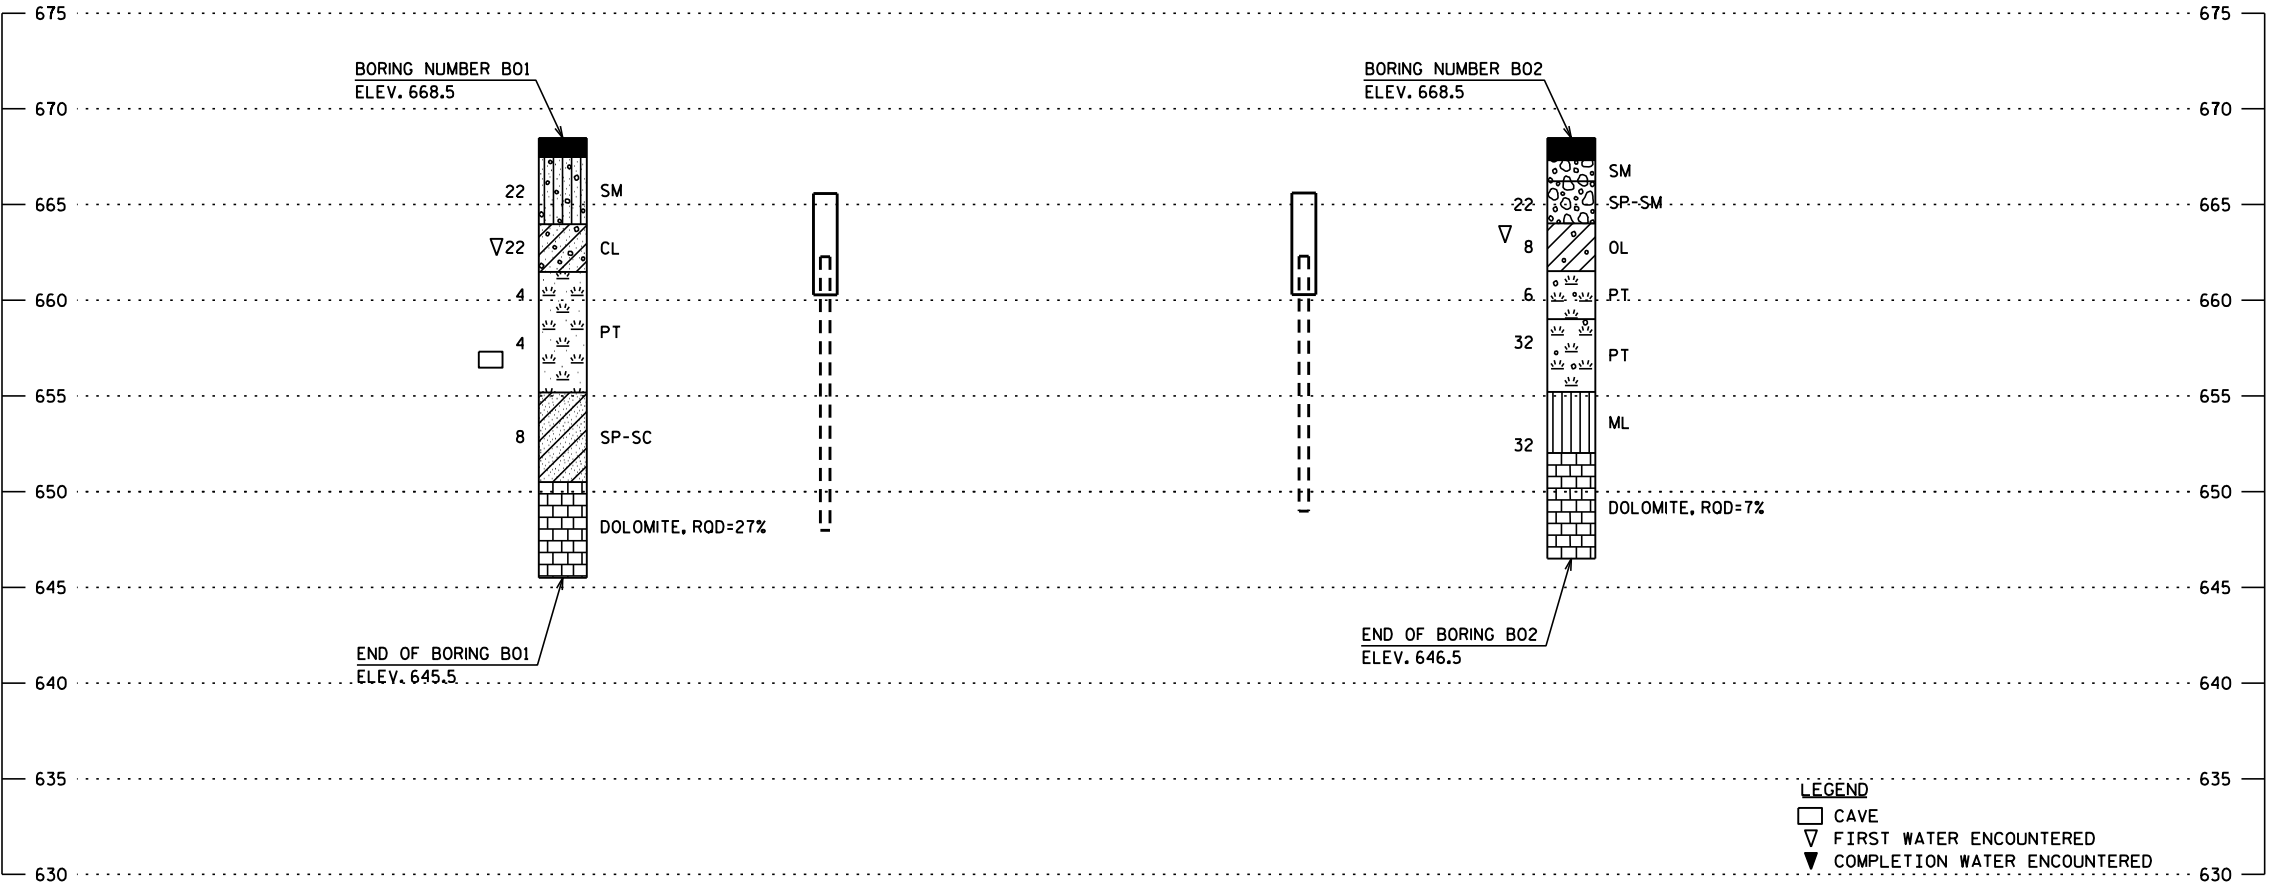 675 675
BORING NUMBER B01
ELEV. 668.5
BORING NUMBER B02
ELEV. 668.5
670 670
SM
22 SM
665 22 SP-SM 665
22 CL
8 OL
4
6 PT
660 660
PT
4
32
PT
655 655
ML
8 SP-SC
32
650 650
DOLOMITE, RQD=7%
DOLOMITE, RQD=27%
645 645
END OF BORING B02
ELEV. 646.5
END OF BORING B01
ELEV. 645.5
640 640
635 635
LEGEND
CAVE
FIRST WATER ENCOUNTERED
COMPLETION WATER ENCOUNTERED
630 630